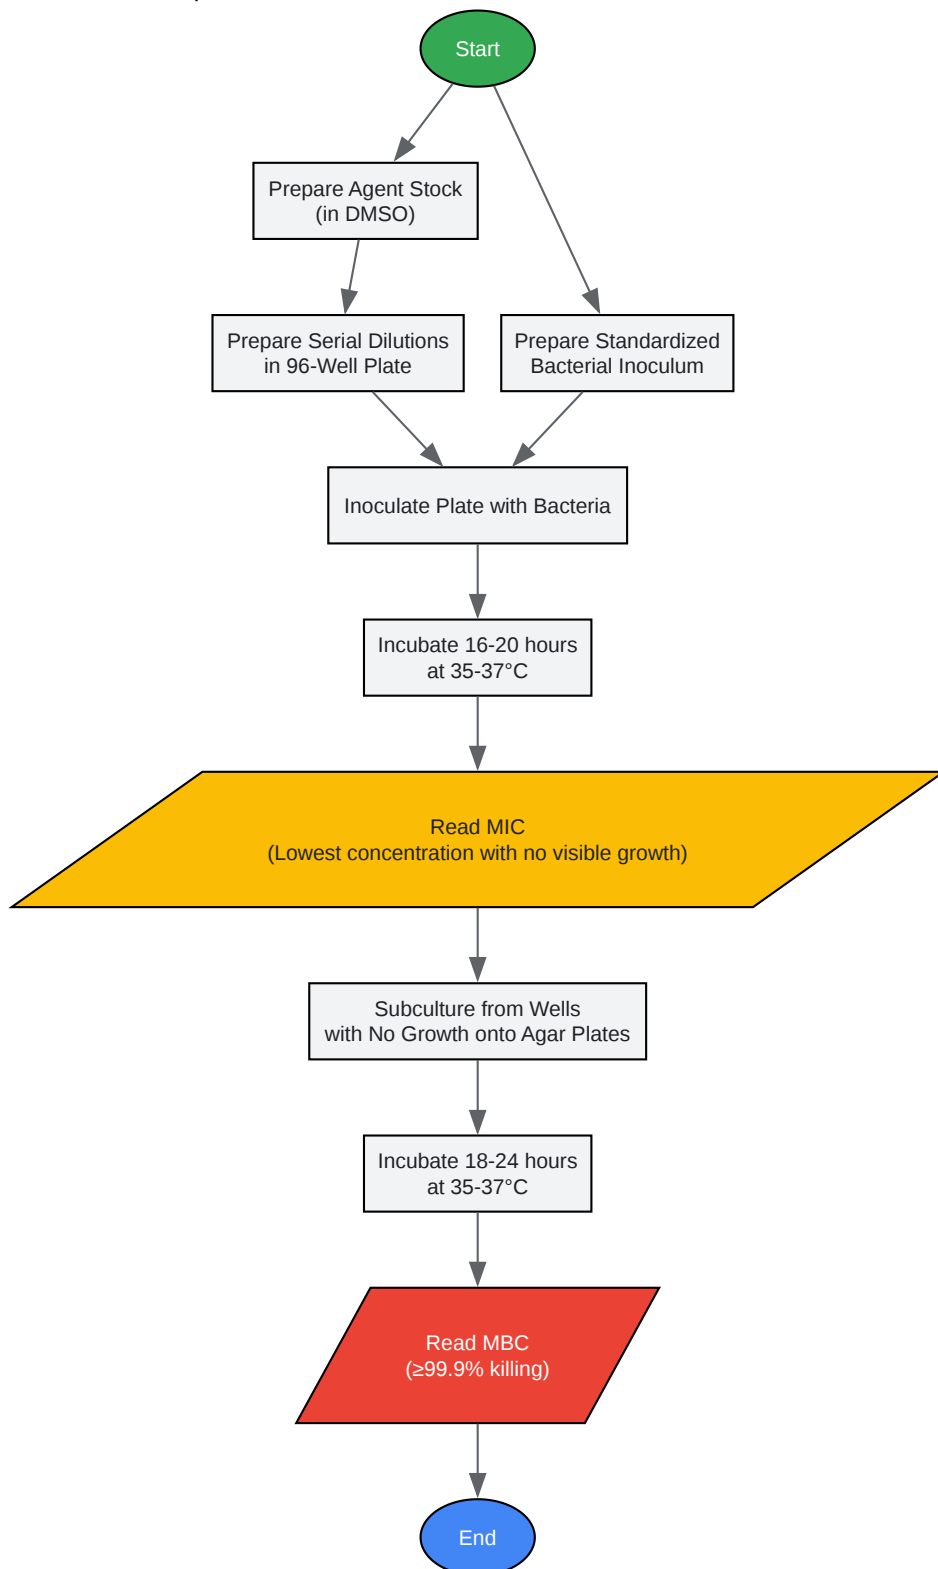 Start
Prepare Agent Stock
(in DMSO)
Prepare Serial Dilutions
in 96-Well Plate
Prepare Standardized
Bacterial Inoculum
Inoculate Plate with Bacteria
Incubate 16-20 hours
at 35-37°C
Read MIC
(Lowest concentration with no visible growth)
Subculture from Wells
with No Growth onto Agar Plates
Incubate 18-24 hours
at 35-37°C
Read MBC
(≥99.9% killing)
End